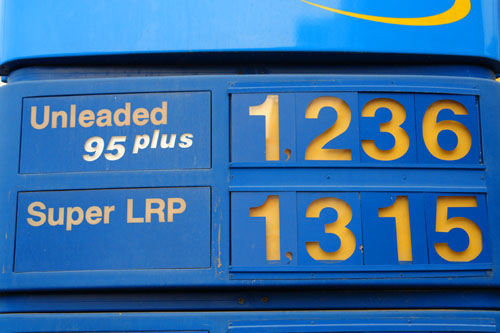 Unleaded
95 plus
1,236
Super LRP
1,315